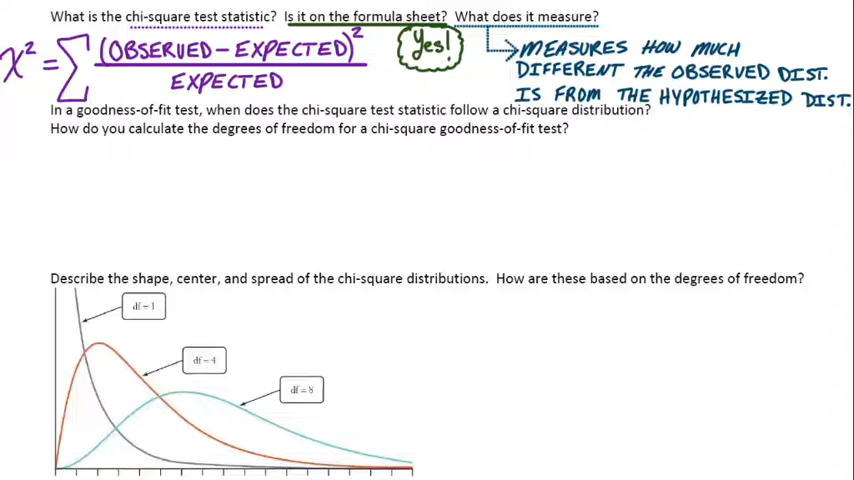 What is the chi-square test statistic? Is it on the formula sheet? What does it measure?
χ² = ∑ (OBSERVED - EXPECTED)² / EXPECTED
Yes!
MEASURES HOW MUCH
DIFFERENT THE OBSERVED DIST.
IS FROM THE HYPOTHESIZED DIST.
In a goodness-of-fit test, when does the chi-square test statistic follow a chi-square distribution?
How do you calculate the degrees of freedom for a chi-square goodness-of-fit test?
Describe the shape, center, and spread of the chi-square distributions. How are these based on the degrees of freedom?
df = 1
df = 4
df = 8